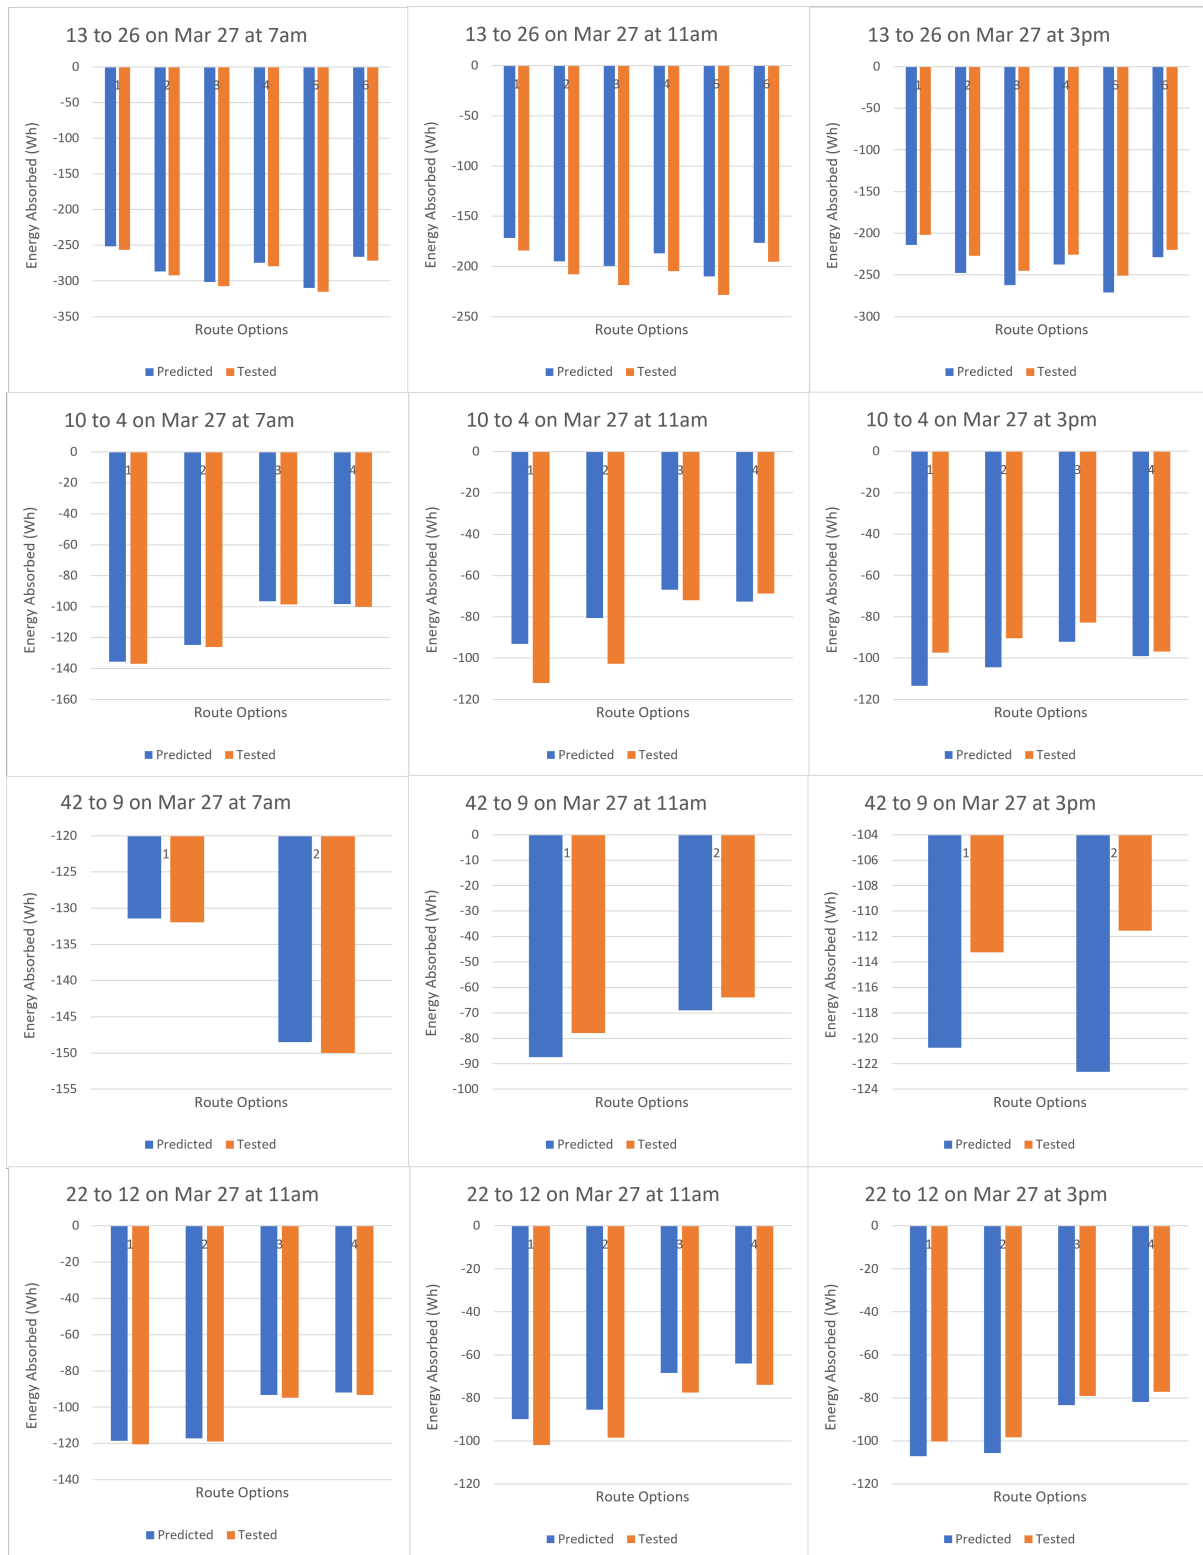 13 to 26 on Mar 27 at 7am
0
-50
-100
-150
-200
-250
-300
-350
1 2 3 4 5 6
Energy Absorbed (Wh)
Route Options
Predicted Tested
13 to 26 on Mar 27 at 11am
0
-50
-100
-150
-200
-250
1 2 3 4 5 6
Energy Absorbed (Wh)
Route Options
Predicted Tested
13 to 26 on Mar 27 at 3pm
0
-50
-100
-150
-200
-250
-300
1 2 3 4 5 6
Energy Absorbed (Wh)
Route Options
Predicted Tested
10 to 4 on Mar 27 at 7am
0
-20
-40
-60
-80
-100
-120
-140
-160
1 2 3 4
Energy Absorbed (Wh)
Route Options
Predicted Tested
10 to 4 on Mar 27 at 11am
0
-20
-40
-60
-80
-100
-120
1 2 3 4
Energy Absorbed (Wh)
Route Options
Predicted Tested
10 to 4 on Mar 27 at 3pm
0
-20
-40
-60
-80
-100
-120
1 2 3 4
Energy Absorbed (Wh)
Route Options
Predicted Tested
42 to 9 on Mar 27 at 7am
-120
-125
-130
-135
-140
-145
-150
-155
1 2
Energy Absorbed (Wh)
Route Options
Predicted Tested
42 to 9 on Mar 27 at 11am
0
-10
-20
-30
-40
-50
-60
-70
-80
-90
-100
1 2
Energy Absorbed (Wh)
Route Options
Predicted Tested
42 to 9 on Mar 27 at 3pm
-104
-106
-108
-110
-112
-114
-116
-118
-120
-122
-124
1 2
Energy Absorbed (Wh)
Route Options
Predicted Tested
22 to 12 on Mar 27 at 11am
0
-20
-40
-60
-80
-100
-120
-140
1 2 3 4
Energy Absorbed (Wh)
Route Options
Predicted Tested
22 to 12 on Mar 27 at 11am
0
-20
-40
-60
-80
-100
-120
1 2 3 4
Energy Absorbed (Wh)
Route Options
Predicted Tested
22 to 12 on Mar 27 at 3pm
0
-20
-40
-60
-80
-100
-120
1 2 3 4
Energy Absorbed (Wh)
Route Options
Predicted Tested